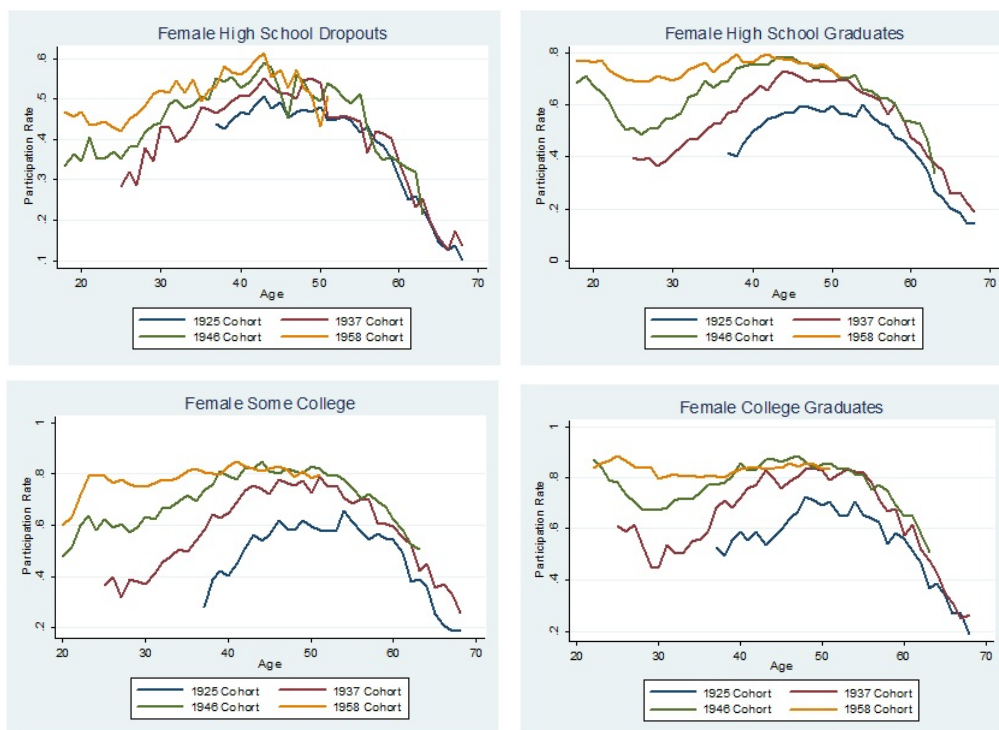 Female High School Dropouts
Participation Rate
.6
.5
.4
.3
.2
.1
20 30 40 50 60 70
Age
1925 Cohort 1937 Cohort
1946 Cohort 1958 Cohort
Female High School Graduates
Participation Rate
.8
.6
.4
.2
0
20 30 40 50 60 70
Age
1925 Cohort 1937 Cohort
1946 Cohort 1958 Cohort
Female Some College
Participation Rate
1
.8
.6
.4
.2
20 30 40 50 60 70
Age
1925 Cohort 1937 Cohort
1946 Cohort 1958 Cohort
Female College Graduates
Participation Rate
1
.8
.6
.4
.2
20 30 40 50 60 70
Age
1925 Cohort 1937 Cohort
1946 Cohort 1958 Cohort